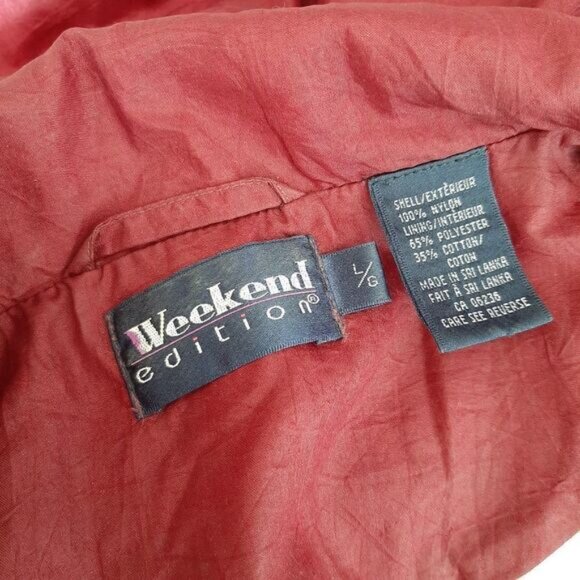 Weekend
edition®
L/G
SHELL/EXTÉRIEUR
100% NYLON
LINING/INTÉRIEUR
65% POLYESTER
35% COTTON/
COTON
MADE IN SRI LANKA
FAIT À SRI LANKA
CA 06236
CARE SEE REVERSE